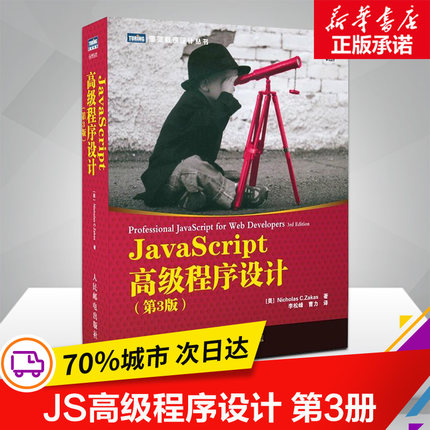 新华书店
正版承诺
TURING 图灵程序设计丛书
JavaScript
高级程序设计
（第3版）
[美] Nicholas C.Zakas 著
人民邮电出版社
Professional JavaScript for Web Developers 3rd Edition
JavaScript
高级程序设计
（第3版）
[美] Nicholas C.Zakas 著
李松峰 曹力 译
70%城市 次日达
JS高级程序设计 第3册